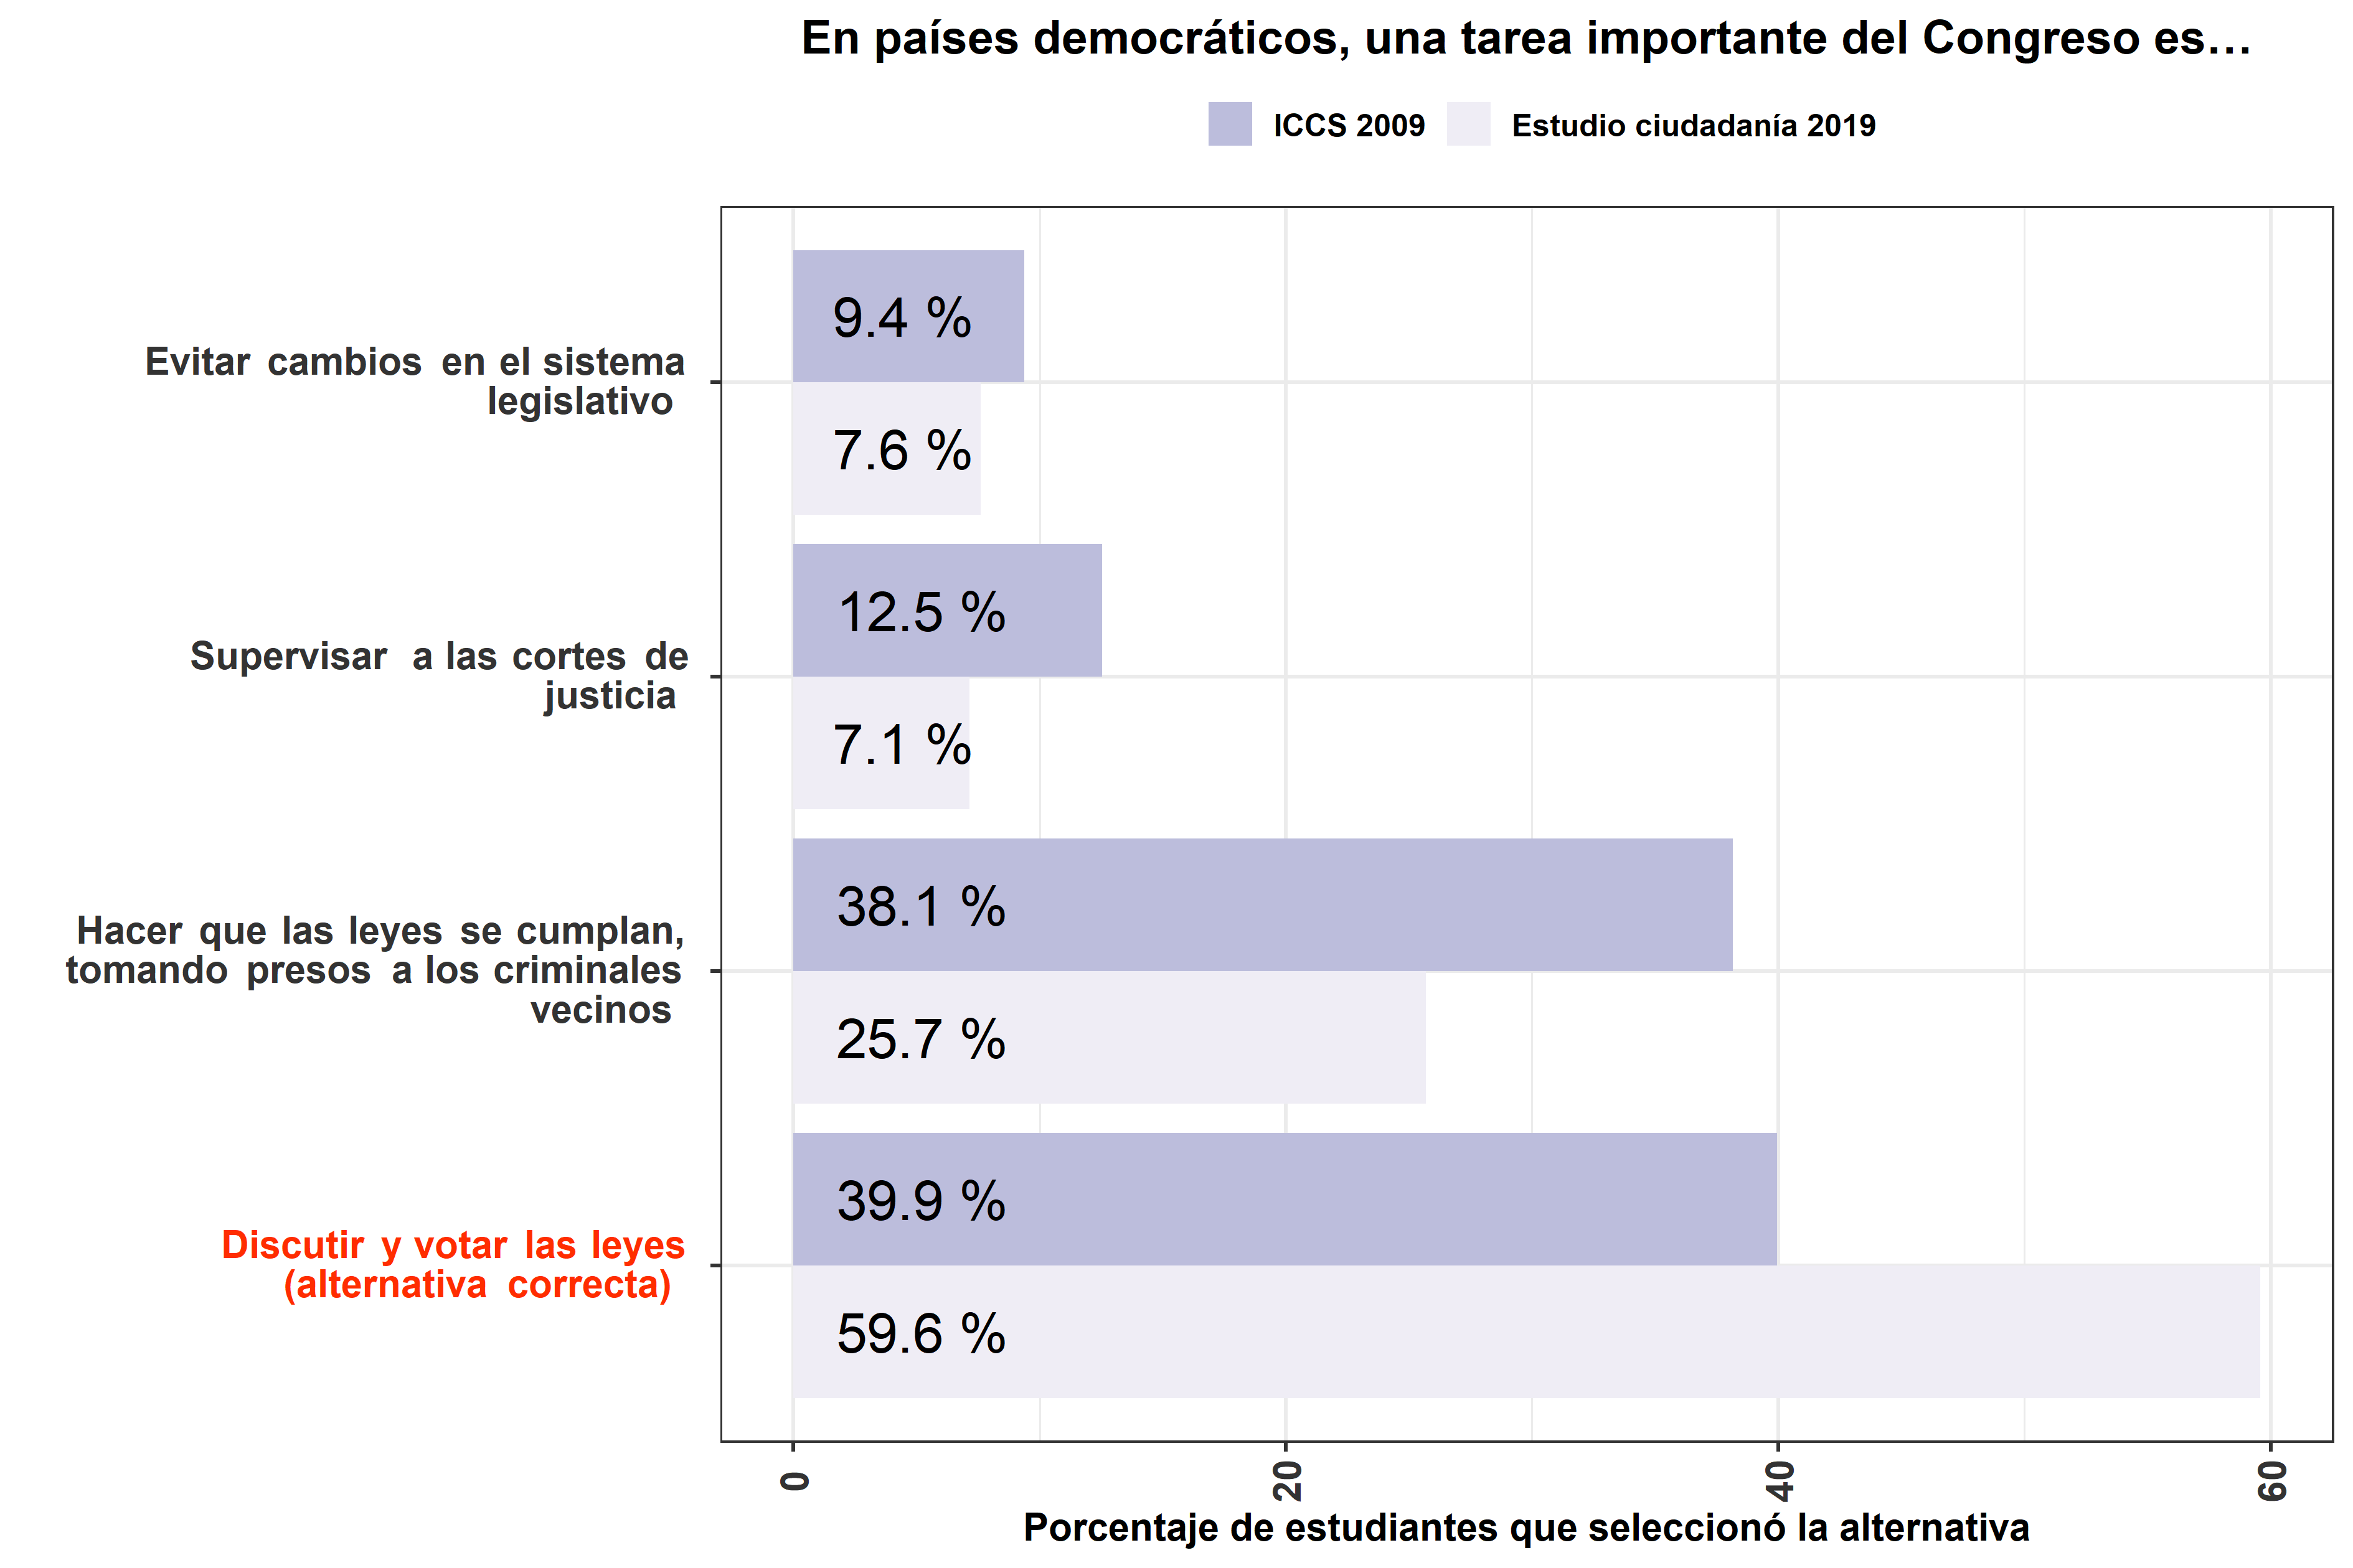 En países democráticos, una tarea importante del Congreso es…
ICCS 2009
Estudio ciudadanía 2019
Evitar cambios en el sistema
legislativo
9.4 %
7.6 %
Supervisar a las cortes de
justicia
12.5 %
7.1 %
Hacer que las leyes se cumplan,
tomando presos a los criminales
vecinos
38.1 %
25.7 %
Discutir y votar las leyes
(alternativa correcta)
39.9 %
59.6 %
0
20
40
60
Porcentaje de estudiantes que seleccionó la alternativa